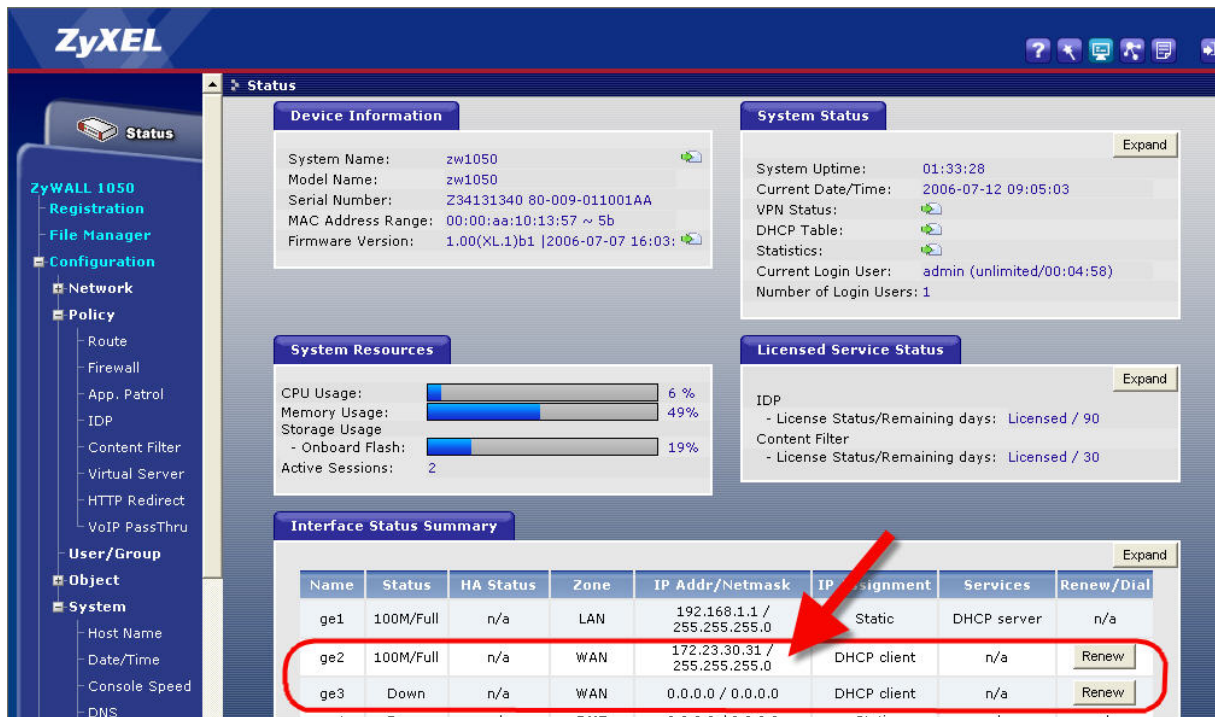 ZyXEL
Status
Status
ZyWALL 1050
Registration
File Manager
Configuration
Network
Policy
Route
Firewall
App. Patrol
IDP
Content Filter
Virtual Server
HTTP Redirect
VoIP PassThru
User/Group
Object
System
Host Name
Date/Time
Console Speed
DNS
Device Information
System Name: zw1050
Model Name: zw1050
Serial Number: Z34131340 80-009-011001AA
MAC Address Range: 00:00:aa:10:13:57 ~ 5b
Firmware Version: 1.00(XL.1)b1 |2006-07-07 16:03:
System Status
Expand
System Uptime: 01:33:28
Current Date/Time: 2006-07-12 09:05:03
VPN Status:
DHCP Table:
Statistics:
Current Login User: admin (unlimited/00:04:58)
Number of Login Users: 1
System Resources
CPU Usage: 6 %
Memory Usage: 49%
Storage Usage
- Onboard Flash: 19%
Active Sessions: 2
Licensed Service Status
Expand
IDP
- License Status/Remaining days: Licensed / 90
Content Filter
- License Status/Remaining days: Licensed / 30
Interface Status Summary
Expand
Name Status HA Status Zone IP Addr/Netmask IP Assignment Services Renew/Dial
ge1 100M/Full n/a LAN 192.168.1.1 / 255.255.255.0 Static DHCP server n/a
ge2 100M/Full n/a WAN 172.23.30.31 / 255.255.255.0 DHCP client n/a Renew
ge3 Down n/a WAN 0.0.0.0 / 0.0.0.0 DHCP client n/a Renew